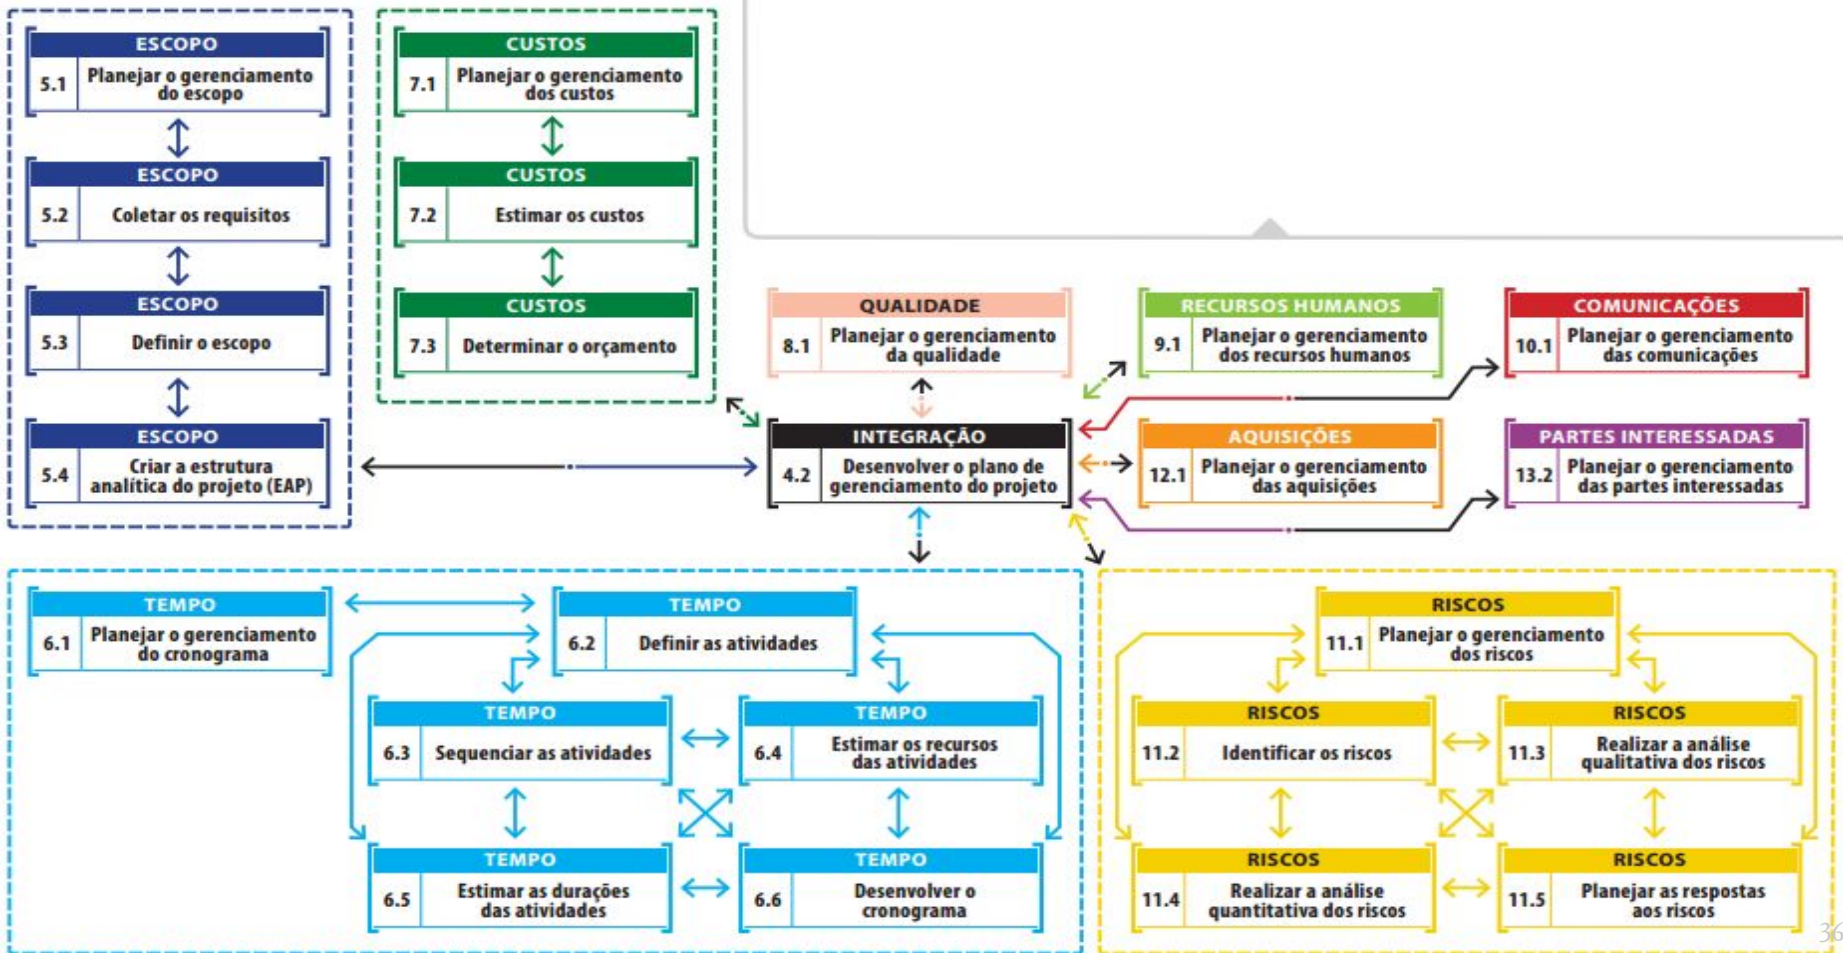 ESCOPO
5.1
Planejar o gerenciamento
do escopo
ESCOPO
5.2
Coletar os requisitos
ESCOPO
5.3
Definir o escopo
ESCOPO
5.4
Criar a estrutura
analítica do projeto (EAP)
CUSTOS
7.1
Planejar o gerenciamento
dos custos
CUSTOS
7.2
Estimar os custos
CUSTOS
7.3
Determinar o orçamento
QUALIDADE
8.1
Planejar o gerenciamento
da qualidade
RECURSOS HUMANOS
9.1
Planejar o gerenciamento
dos recursos humanos
COMUNICAÇÕES
10.1
Planejar o gerenciamento
das comunicações
INTEGRAÇÃO
4.2
Desenvolver o plano de
gerenciamento do projeto
AQUISIÇÕES
12.1
Planejar o gerenciamento
das aquisições
PARTES INTERESSADAS
13.2
Planejar o gerenciamento
das partes interessadas
TEMPO
6.1
Planejar o gerenciamento
do cronograma
TEMPO
6.2
Definir as atividades
TEMPO
6.3
Sequenciar as atividades
TEMPO
6.4
Estimar os recursos
das atividades
TEMPO
6.5
Estimar as durações
das atividades
TEMPO
6.6
Desenvolver o
cronograma
RISCOS
11.1
Planejar o gerenciamento
dos riscos
RISCOS
11.2
Identificar os riscos
RISCOS
11.3
Realizar a análise
qualitativa dos riscos
RISCOS
11.4
Realizar a análise
quantitativa dos riscos
RISCOS
11.5
Planejar as respostas
aos riscos
36